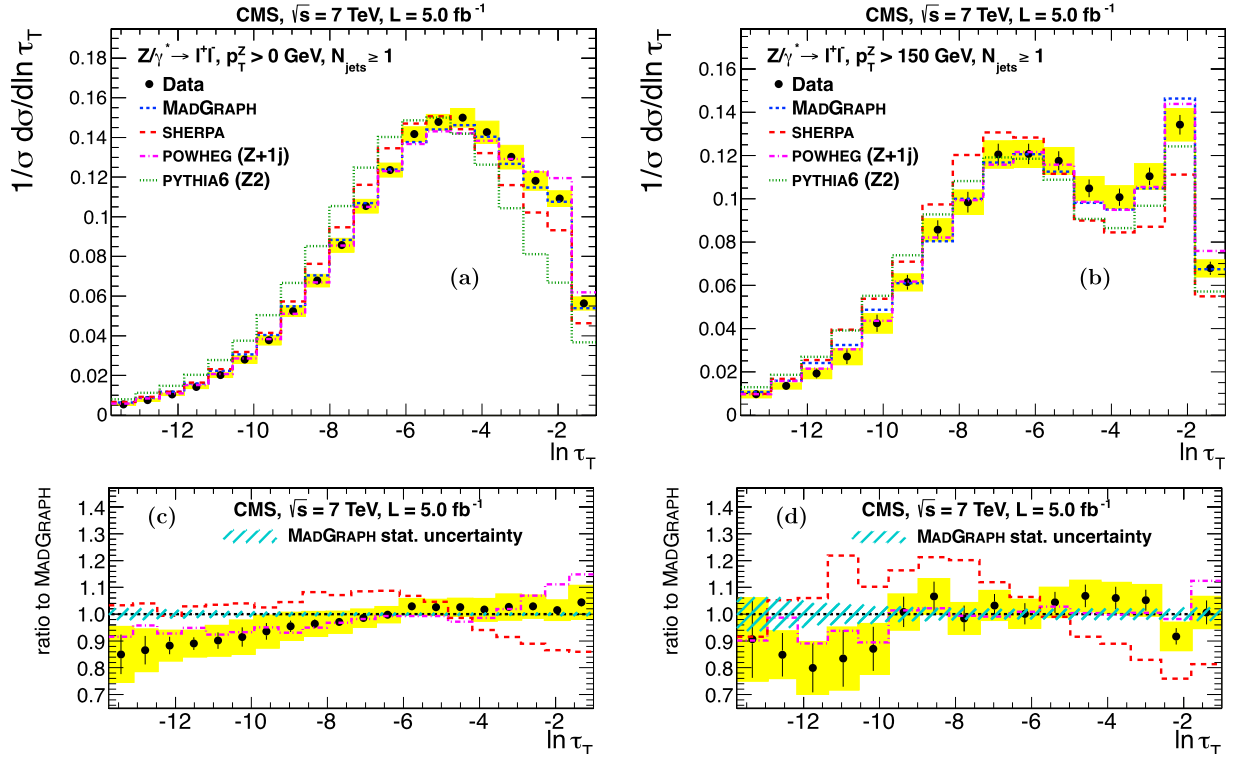 CMS, √s = 7 TeV, L = 5.0 fb⁻¹
Z/γ* → l⁺l⁻, p_T^Z > 0 GeV, N_jets ≥ 1
Data
MADGRAPH
SHERPA
POWHEG (Z+1j)
PYTHIA6 (Z2)
(a)
1/σ dσ/dln τ_T
0.18
0.16
0.14
0.12
0.1
0.08
0.06
0.04
0.02
0
-12 -10 -8 -6 -4 -2
ln τ_T
CMS, √s = 7 TeV, L = 5.0 fb⁻¹
Z/γ* → l⁺l⁻, p_T^Z > 150 GeV, N_jets ≥ 1
Data
MADGRAPH
SHERPA
POWHEG (Z+1j)
PYTHIA6 (Z2)
(b)
1/σ dσ/dln τ_T
0.16
0.14
0.12
0.1
0.08
0.06
0.04
0.02
0
-12 -10 -8 -6 -4 -2
ln τ_T
(c)
CMS, √s = 7 TeV, L = 5.0 fb⁻¹
MADGRAPH stat. uncertainty
ratio to MADGRAPH
1.4
1.3
1.2
1.1
1.0
0.9
0.8
0.7
-12 -10 -8 -6 -4 -2
ln τ_T
(d)
CMS, √s = 7 TeV, L = 5.0 fb⁻¹
MADGRAPH stat. uncertainty
ratio to MADGRAPH
1.4
1.3
1.2
1.1
1.0
0.9
0.8
0.7
-12 -10 -8 -6 -4 -2
ln τ_T